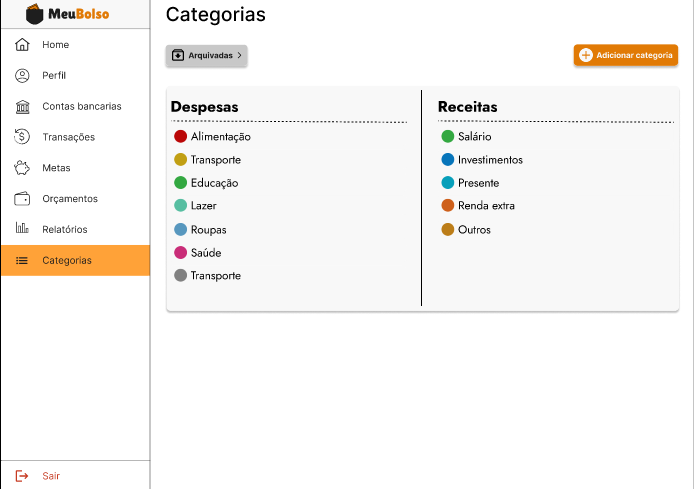 MeuBolso
Home
Perfil
Contas bancarias
Transações
Metas
Orçamentos
Relatórios
Categorias
Sair
Categorias
Arquivadas
Adicionar categoria
Despesas
Alimentação
Transporte
Educação
Lazer
Roupas
Saúde
Transporte
Receitas
Salário
Investimentos
Presente
Renda extra
Outros